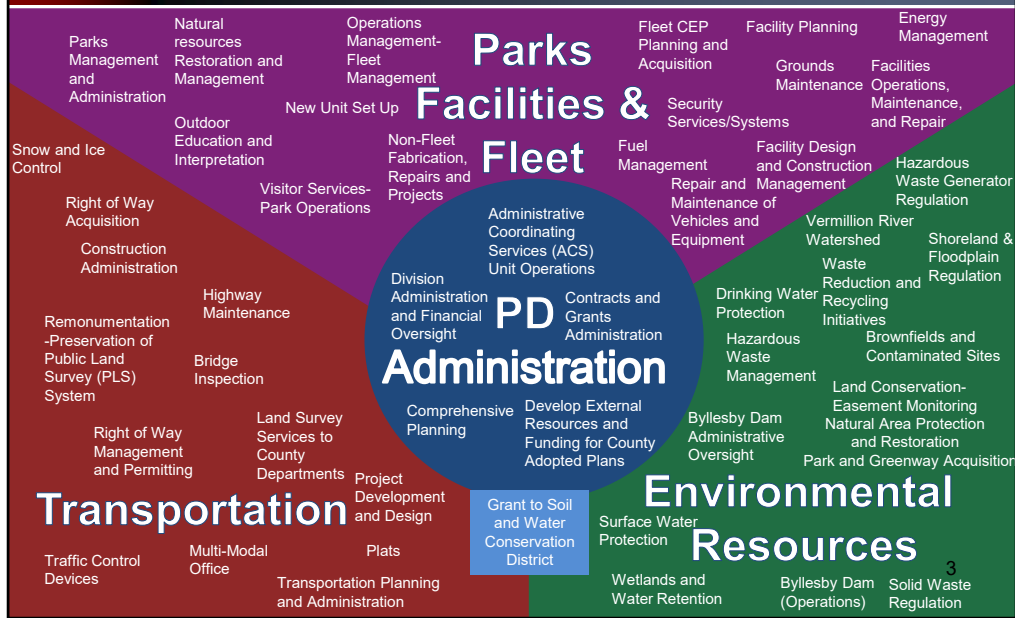 Parks
Facilities &
Fleet
Parks
Management
and
Administration
Natural
resources
Restoration and
Management
Operations
Management-
Fleet
Management
New Unit Set Up
Outdoor
Education and
Interpretation
Non-Fleet
Fabrication,
Repairs and
Projects
Visitor Services-
Park Operations
Fleet CEP
Planning and
Acquisition
Facility Planning
Energy
Management
Grounds
Maintenance
Facilities
Operations,
Maintenance,
and Repair
Security
Services/Systems
Fuel
Management
Facility Design
and Construction
Management
Repair and
Maintenance of
Vehicles and
Equipment
Snow and Ice
Control
Right of Way
Acquisition
Construction
Administration
Highway
Maintenance
Remonumentation
-Preservation of
Public Land
Survey (PLS)
System
Bridge
Inspection
Right of Way
Management
and Permitting
Land Survey
Services to
County
Departments
Project
Development
and Design
Transportation
Traffic Control
Devices
Multi-Modal
Office
Plats
Transportation Planning
and Administration
Administrative
Coordinating
Services (ACS)
Unit Operations
Division
Administration
and Financial
Oversight
PD
Administration
Contracts and
Grants
Administration
Comprehensive
Planning
Develop External
Resources and
Funding for County
Adopted Plans
Grant to Soil
and Water
Conservation
District
Hazardous
Waste Generator
Regulation
Vermillion River
Watershed
Shoreland &
Floodplain
Regulation
Waste
Reduction and
Recycling
Initiatives
Drinking Water
Protection
Hazardous
Waste
Management
Brownfields and
Contaminated Sites
Land Conservation-
Easement Monitoring
Natural Area Protection
and Restoration
Park and Greenway Acquisition
Byllesby Dam
Administrative
Oversight
Environmental
Resources
Surface Water
Protection
Wetlands and
Water Retention
Byllesby Dam
(Operations)
Solid Waste
Regulation
3